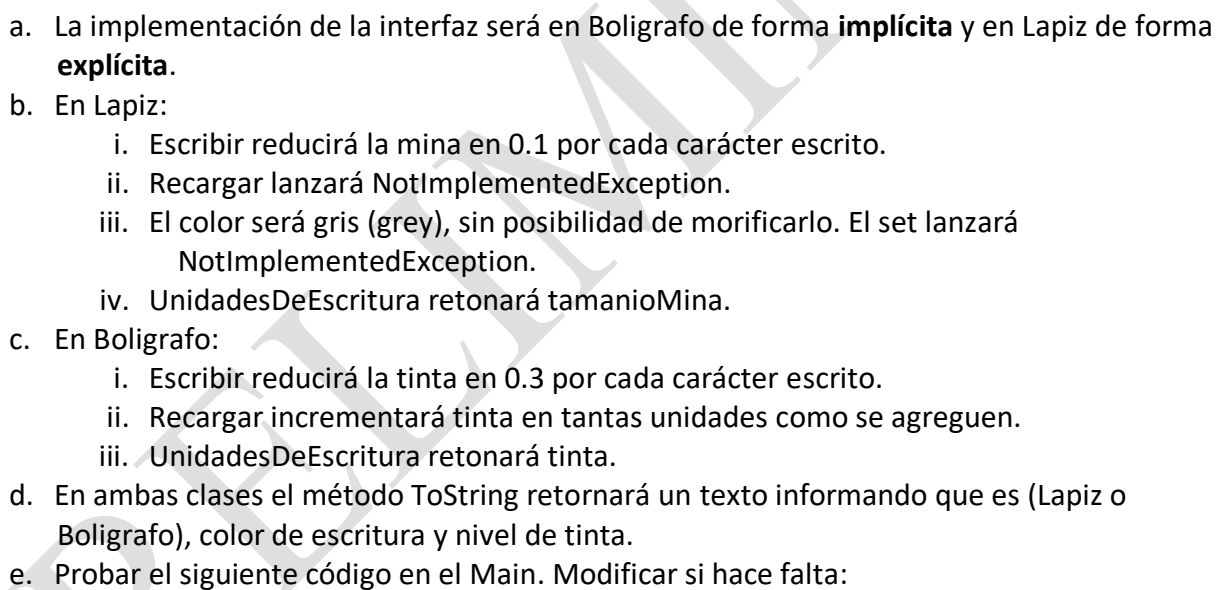 a. La implementación de la interfaz será en Boligrafo de forma implícita y en Lapiz de forma
explícita.
b. En Lapiz:
i. Escribir reducirá la mina en 0.1 por cada carácter escrito.
ii. Recargar lanzará NotImplementedException.
iii. El color será gris (grey), sin posibilidad de morificarlo. El set lanzará
NotImplementedException.
iv. UnidadesDeEscritura retonará tamanioMina.
c. En Boligrafo:
i. Escribir reducirá la tinta en 0.3 por cada carácter escrito.
ii. Recargar incrementará tinta en tantas unidades como se agreguen.
iii. UnidadesDeEscritura retonará tinta.
d. En ambas clases el método ToString retornará un texto informando que es (Lapiz o
Boligrafo), color de escritura y nivel de tinta.
e. Probar el siguiente código en el Main. Modificar si hace falta: